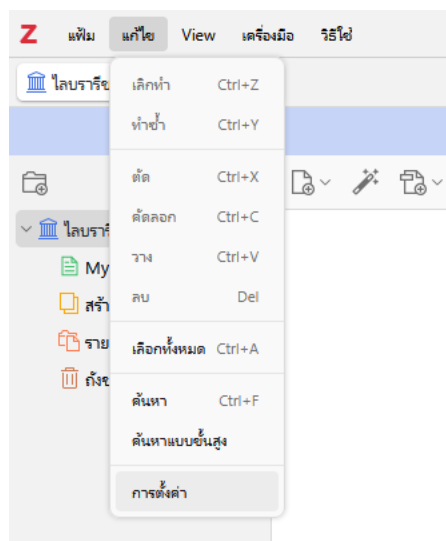 Z แฟ้ม แก้ไข View เครื่องมือ วิธีใช้
ไลบรารีข
เลิกทำ Ctrl+Z
ทำซ้ำ Ctrl+Y
ตัด Ctrl+X
คัดลอก Ctrl+C
ไลบรารี
วาง Ctrl+V
My
ลบ Del
สร้า
ราย
เลือกทั้งหมด Ctrl+A
ถังข
ค้นหา Ctrl+F
ค้นหาแบบขั้นสูง
การตั้งค่า